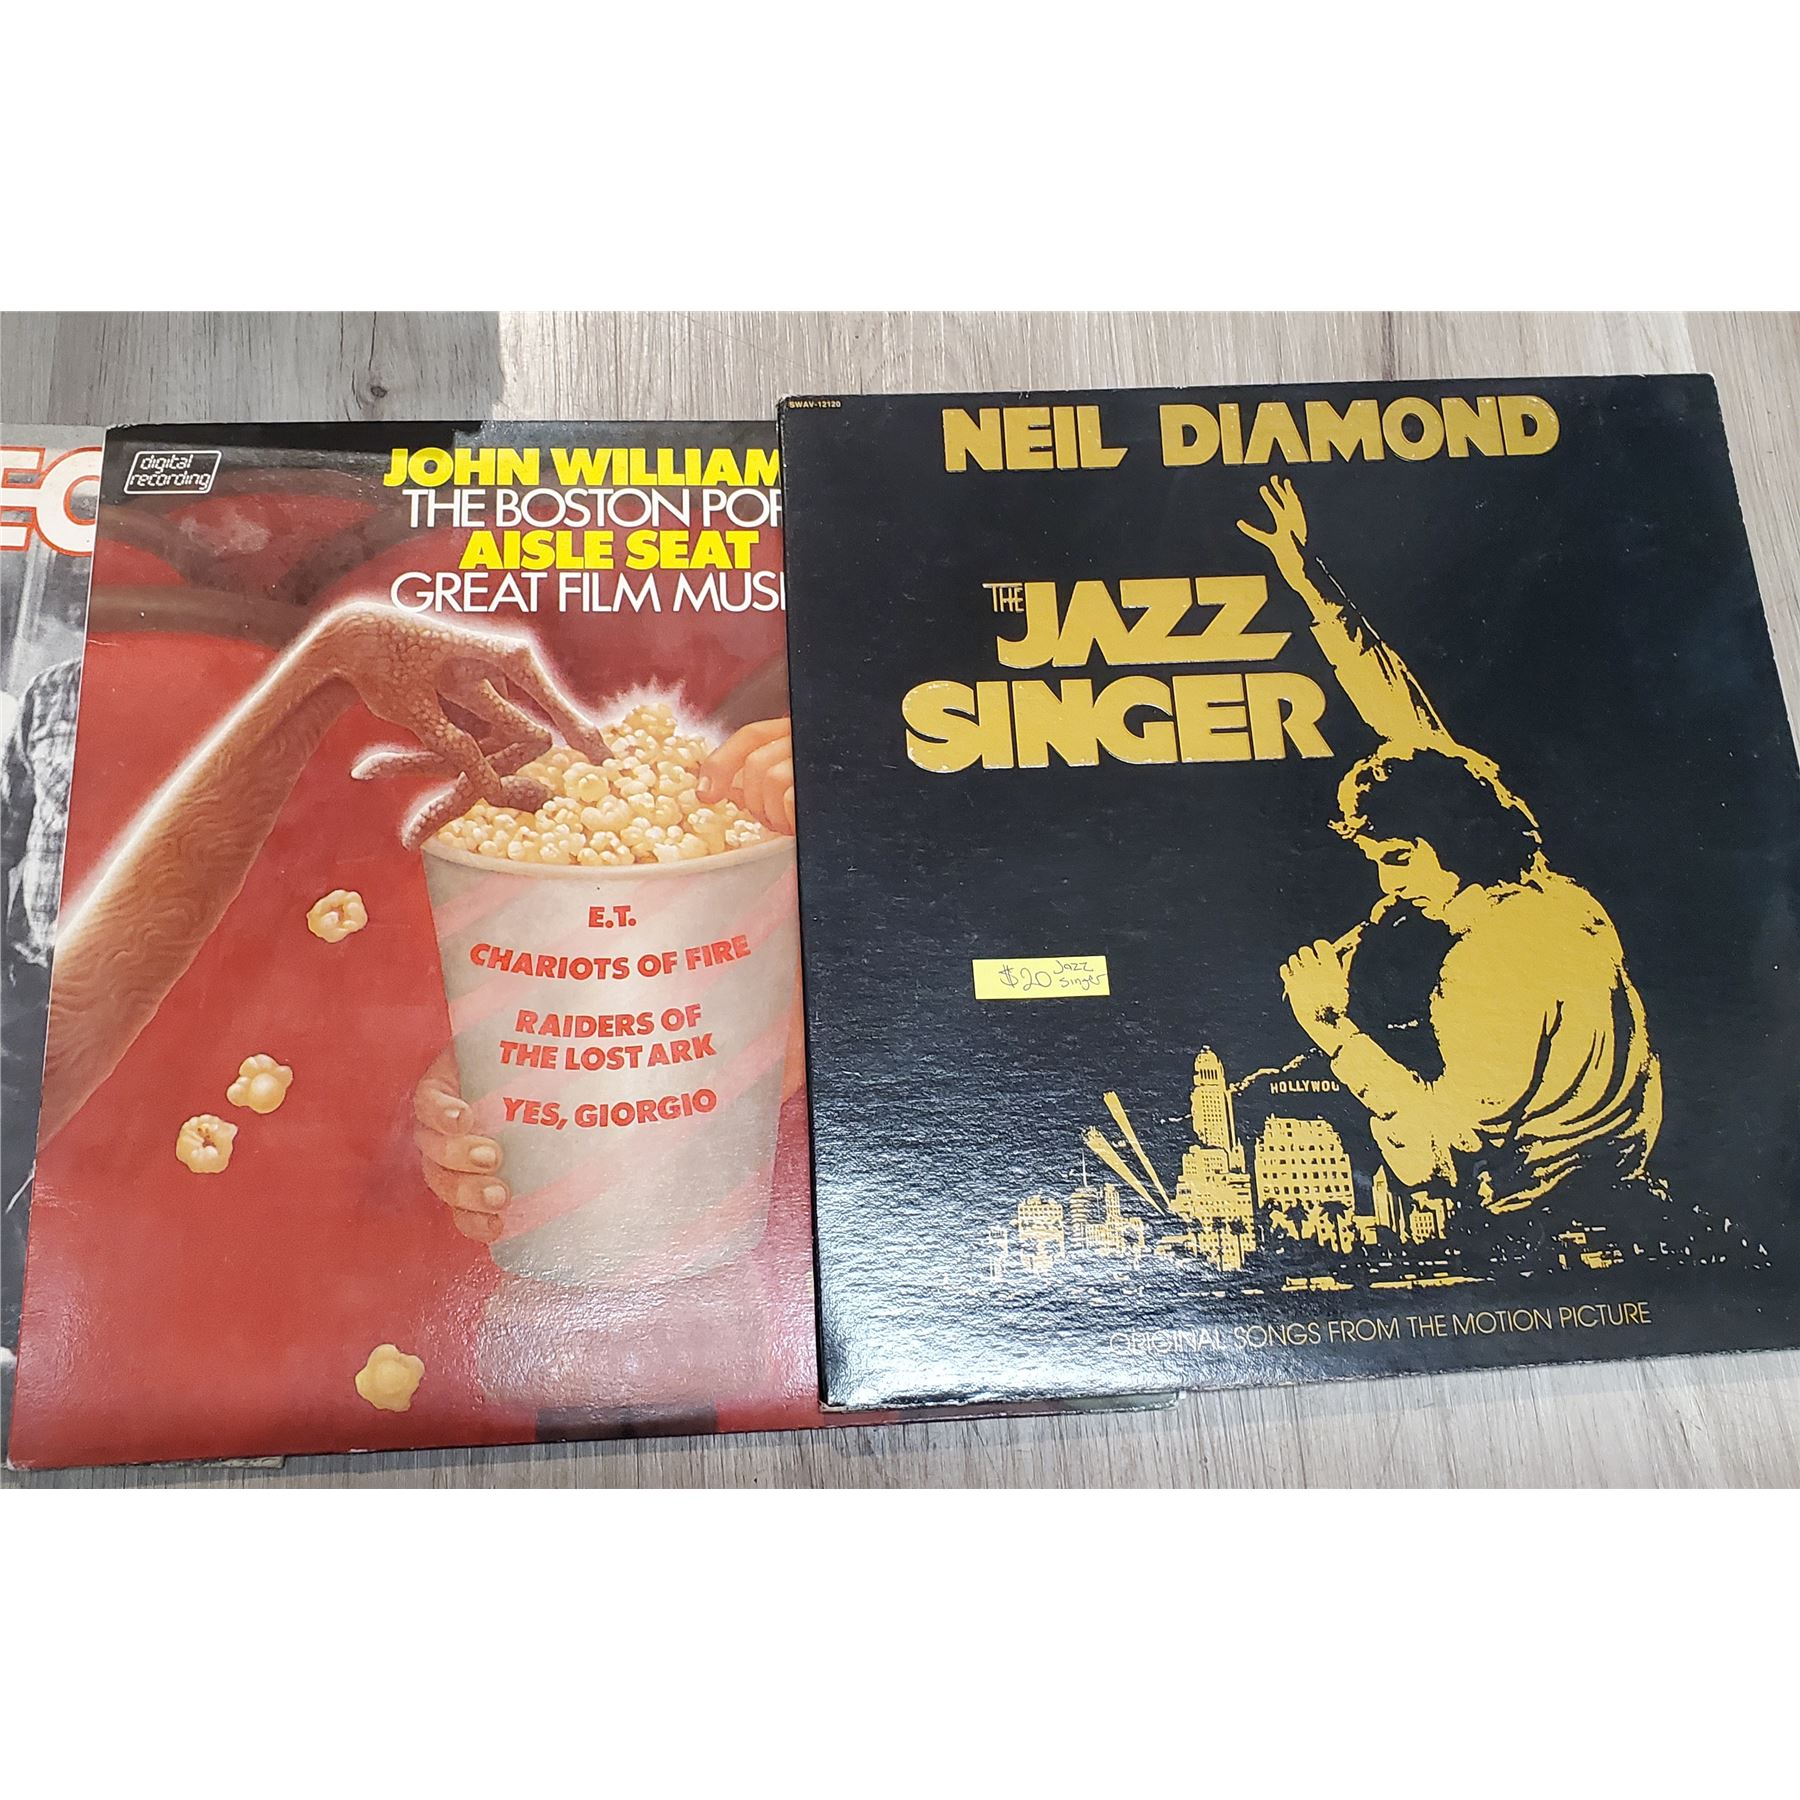 EC
digital
recording
JOHN WILLIAM
THE BOSTON POP
AISLE SEAT
GREAT FILM MUSI
E.T.
CHARIOTS OF FIRE
RAIDERS OF
THE LOST ARK
YES, GIORGIO
SWAV-12120
NEIL DIAMOND
THE
JAZZ
SINGER
$20 Jazz
Singer
HOLLYWOO
ORIGINAL SONGS FROM THE MOTION PICTURE